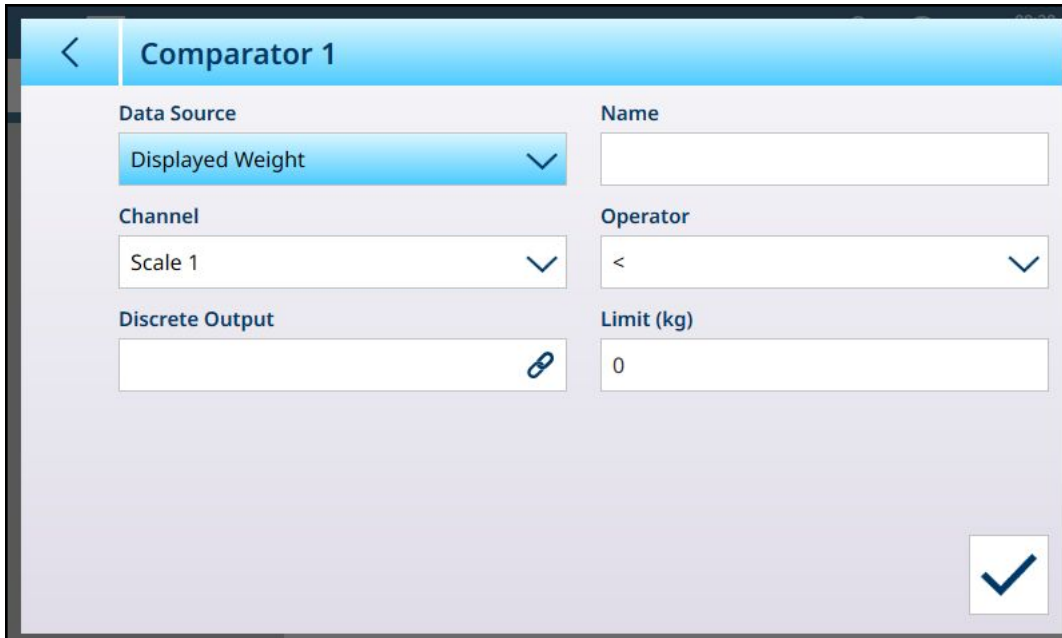 Comparator 1
Data Source
Name
Displayed Weight
Channel
Operator
Scale 1
<
Discrete Output
Limit (kg)
0